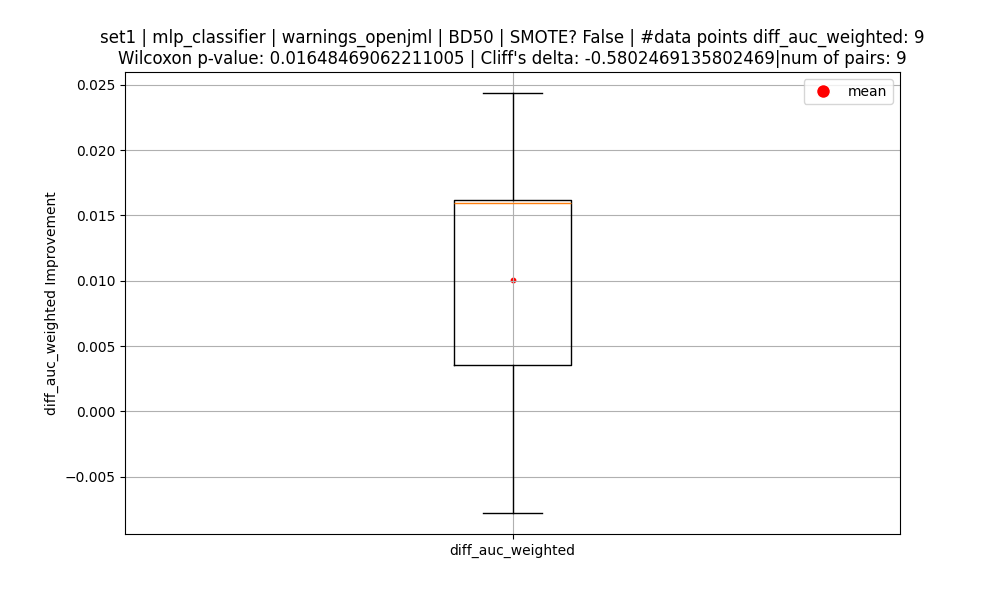 set1 | mlp_classifier | warnings_openjml | BD50 | SMOTE? False | #data points diff_auc_weighted: 9
Wilcoxon p-value: 0.01648469062211005 | Cliff's delta: -0.5802469135802469|num of pairs: 9
mean
0.025
0.020
0.015
0.010
0.005
0.000
−0.005
diff_auc_weighted Improvement
diff_auc_weighted